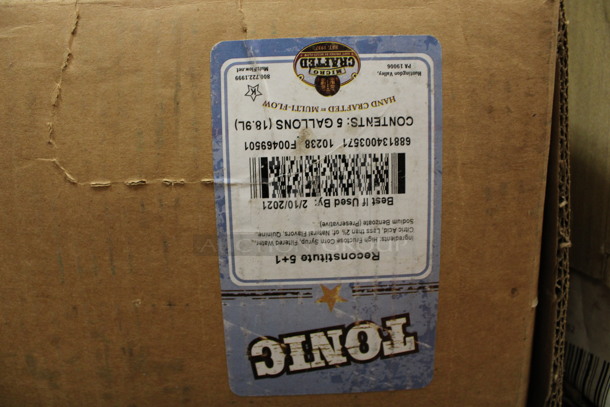 TONIC
Reconstitute 5+1
Ingredients: High Fructose Corn Syrup, Filtered Water,
Citric Acid, Less than 2% of: Natural Flavors, Quinine,
Sodium Benzoate (Preservative)
Best If Used By: 2/10/2021
688134003571 10238 F00469501
CONTENTS: 5 GALLONS (18.9L)
HAND CRAFTED BY MULTI-FLOW
MICRO
CRAFTED
Huntingdon Valley,
PA 19006
800.722.1999
Multiflow.net